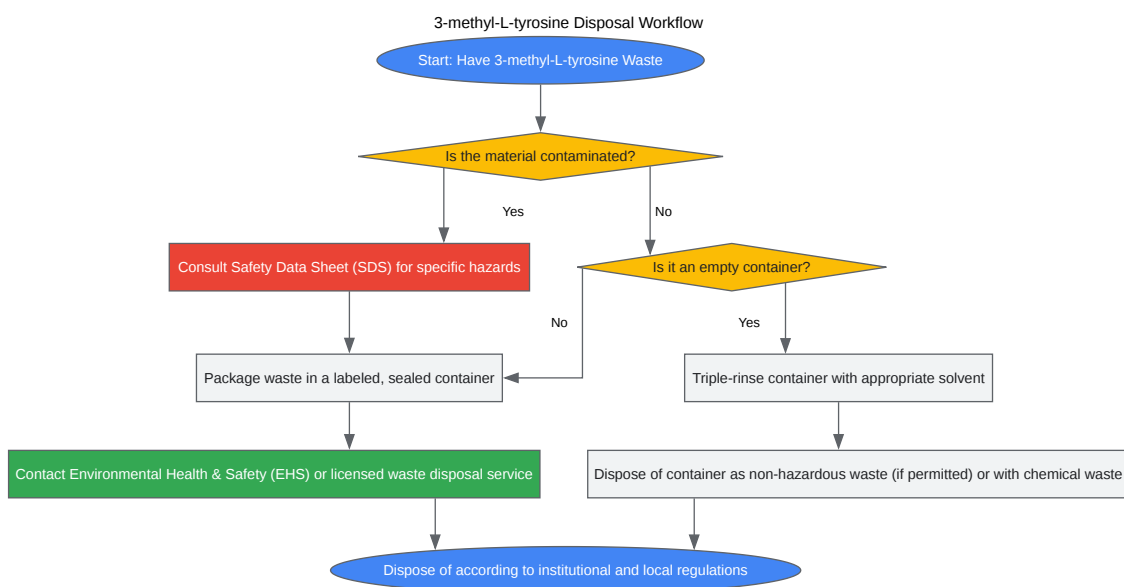 3-methyl-L-tyrosine Disposal Workflow
Start: Have 3-methyl-L-tyrosine Waste
Is the material contaminated?
Yes
No
Consult Safety Data Sheet (SDS) for specific hazards
Is it an empty container?
No
Yes
Package waste in a labeled, sealed container
Triple-rinse container with appropriate solvent
Contact Environmental Health & Safety (EHS) or licensed waste disposal service
Dispose of container as non-hazardous waste (if permitted) or with chemical waste
Dispose of according to institutional and local regulations